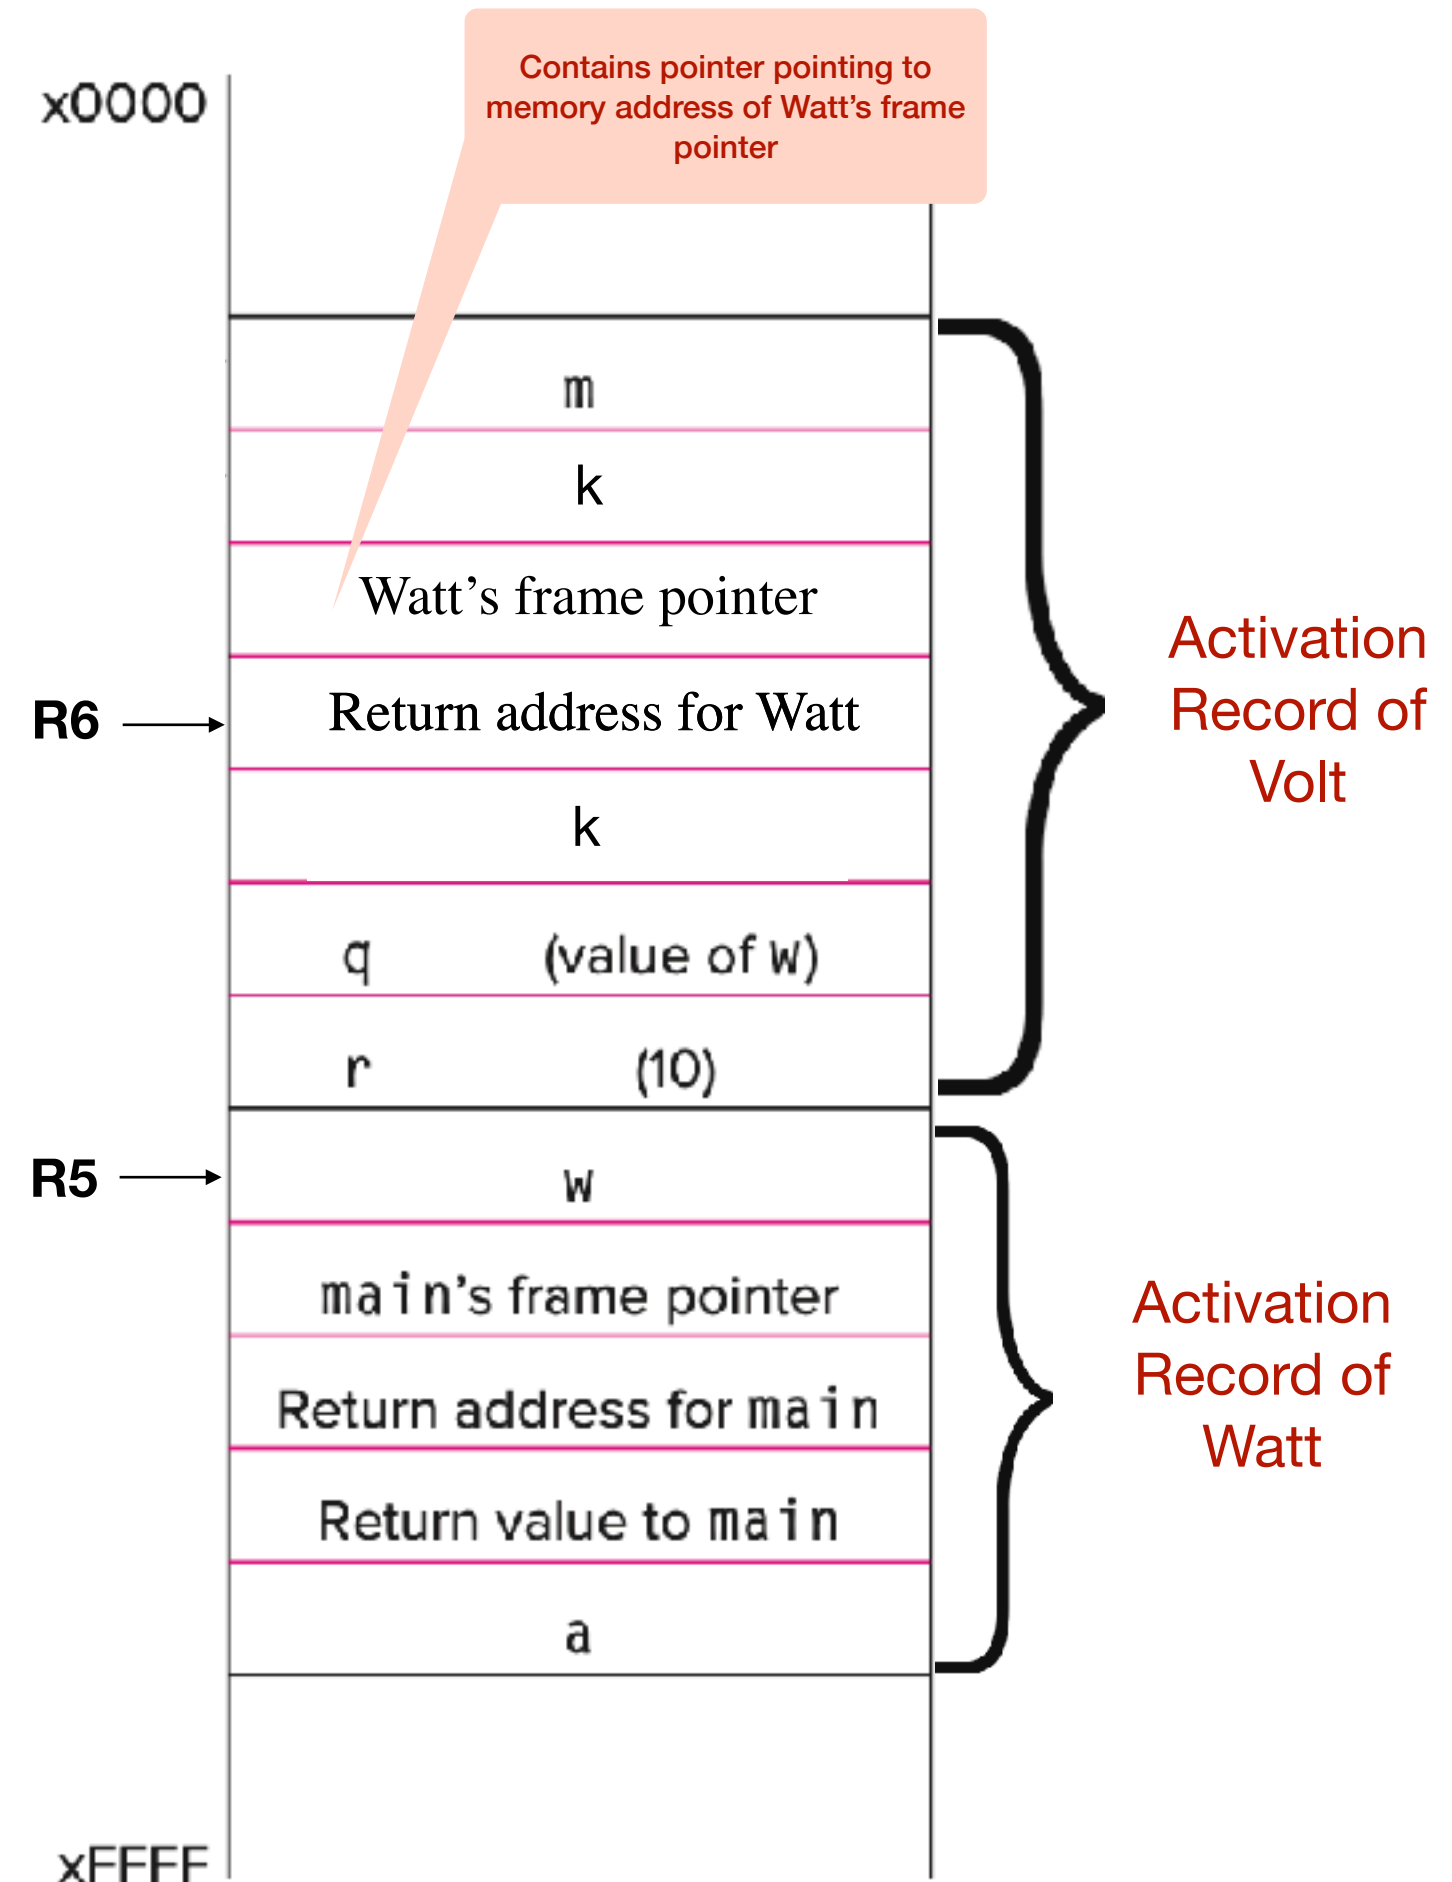 Contains pointer pointing to
memory address of Watt’s frame
pointer
x0000
m
k
Watt’s frame pointer
Activation
Record of
Volt
R6
Return address for Watt
k
q (value of w)
r (10)
R5
w
main’s frame pointer
Activation
Record of
Watt
Return address for main
Return value to main
a
xFFFF